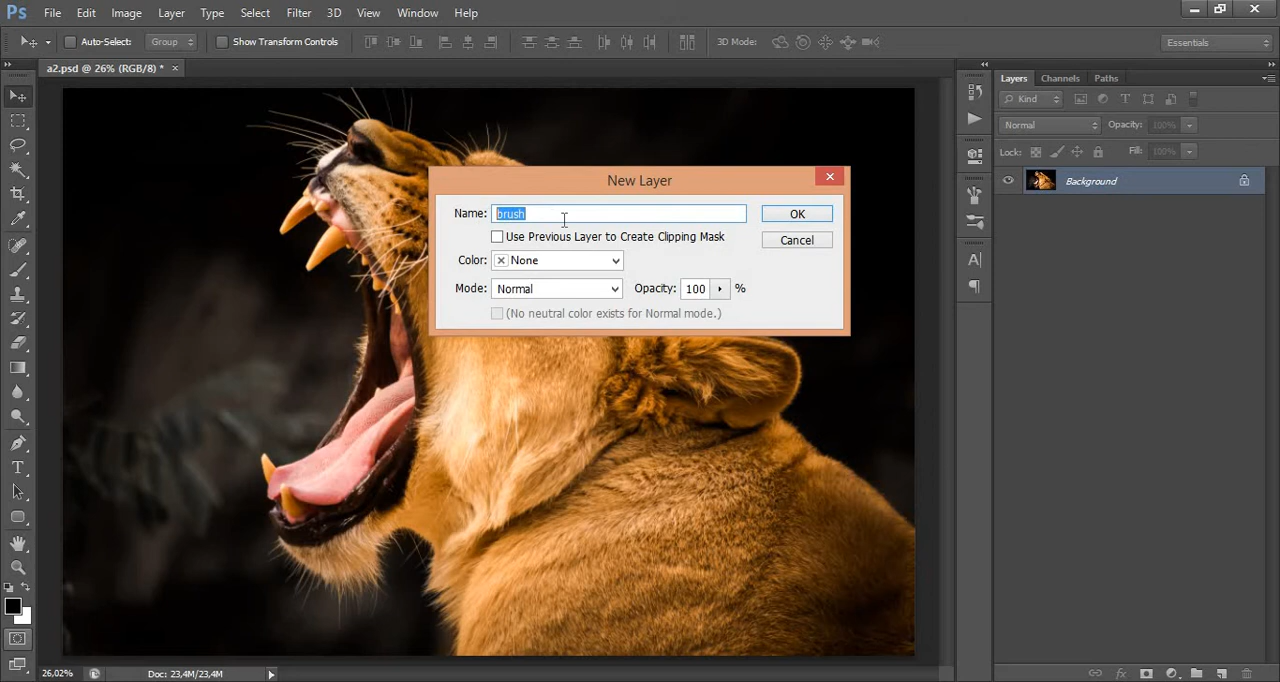 Ps File Edit Image Layer Type Select Filter 3D View Window Help
Auto-Select: Group Show Transform Controls 3D Mode: Essentials
a2.psd @ 26% (RGB/8) * ×
Layers Channels Paths
Kind
Normal Opacity: 100%
Lock: Fill: 100%
Background
New Layer
Name: brush OK
Use Previous Layer to Create Clipping Mask Cancel
Color: None
Mode: Normal Opacity: 100 %
(No neutral color exists for Normal mode.)
26,02% Doc: 23,4M/23,4M